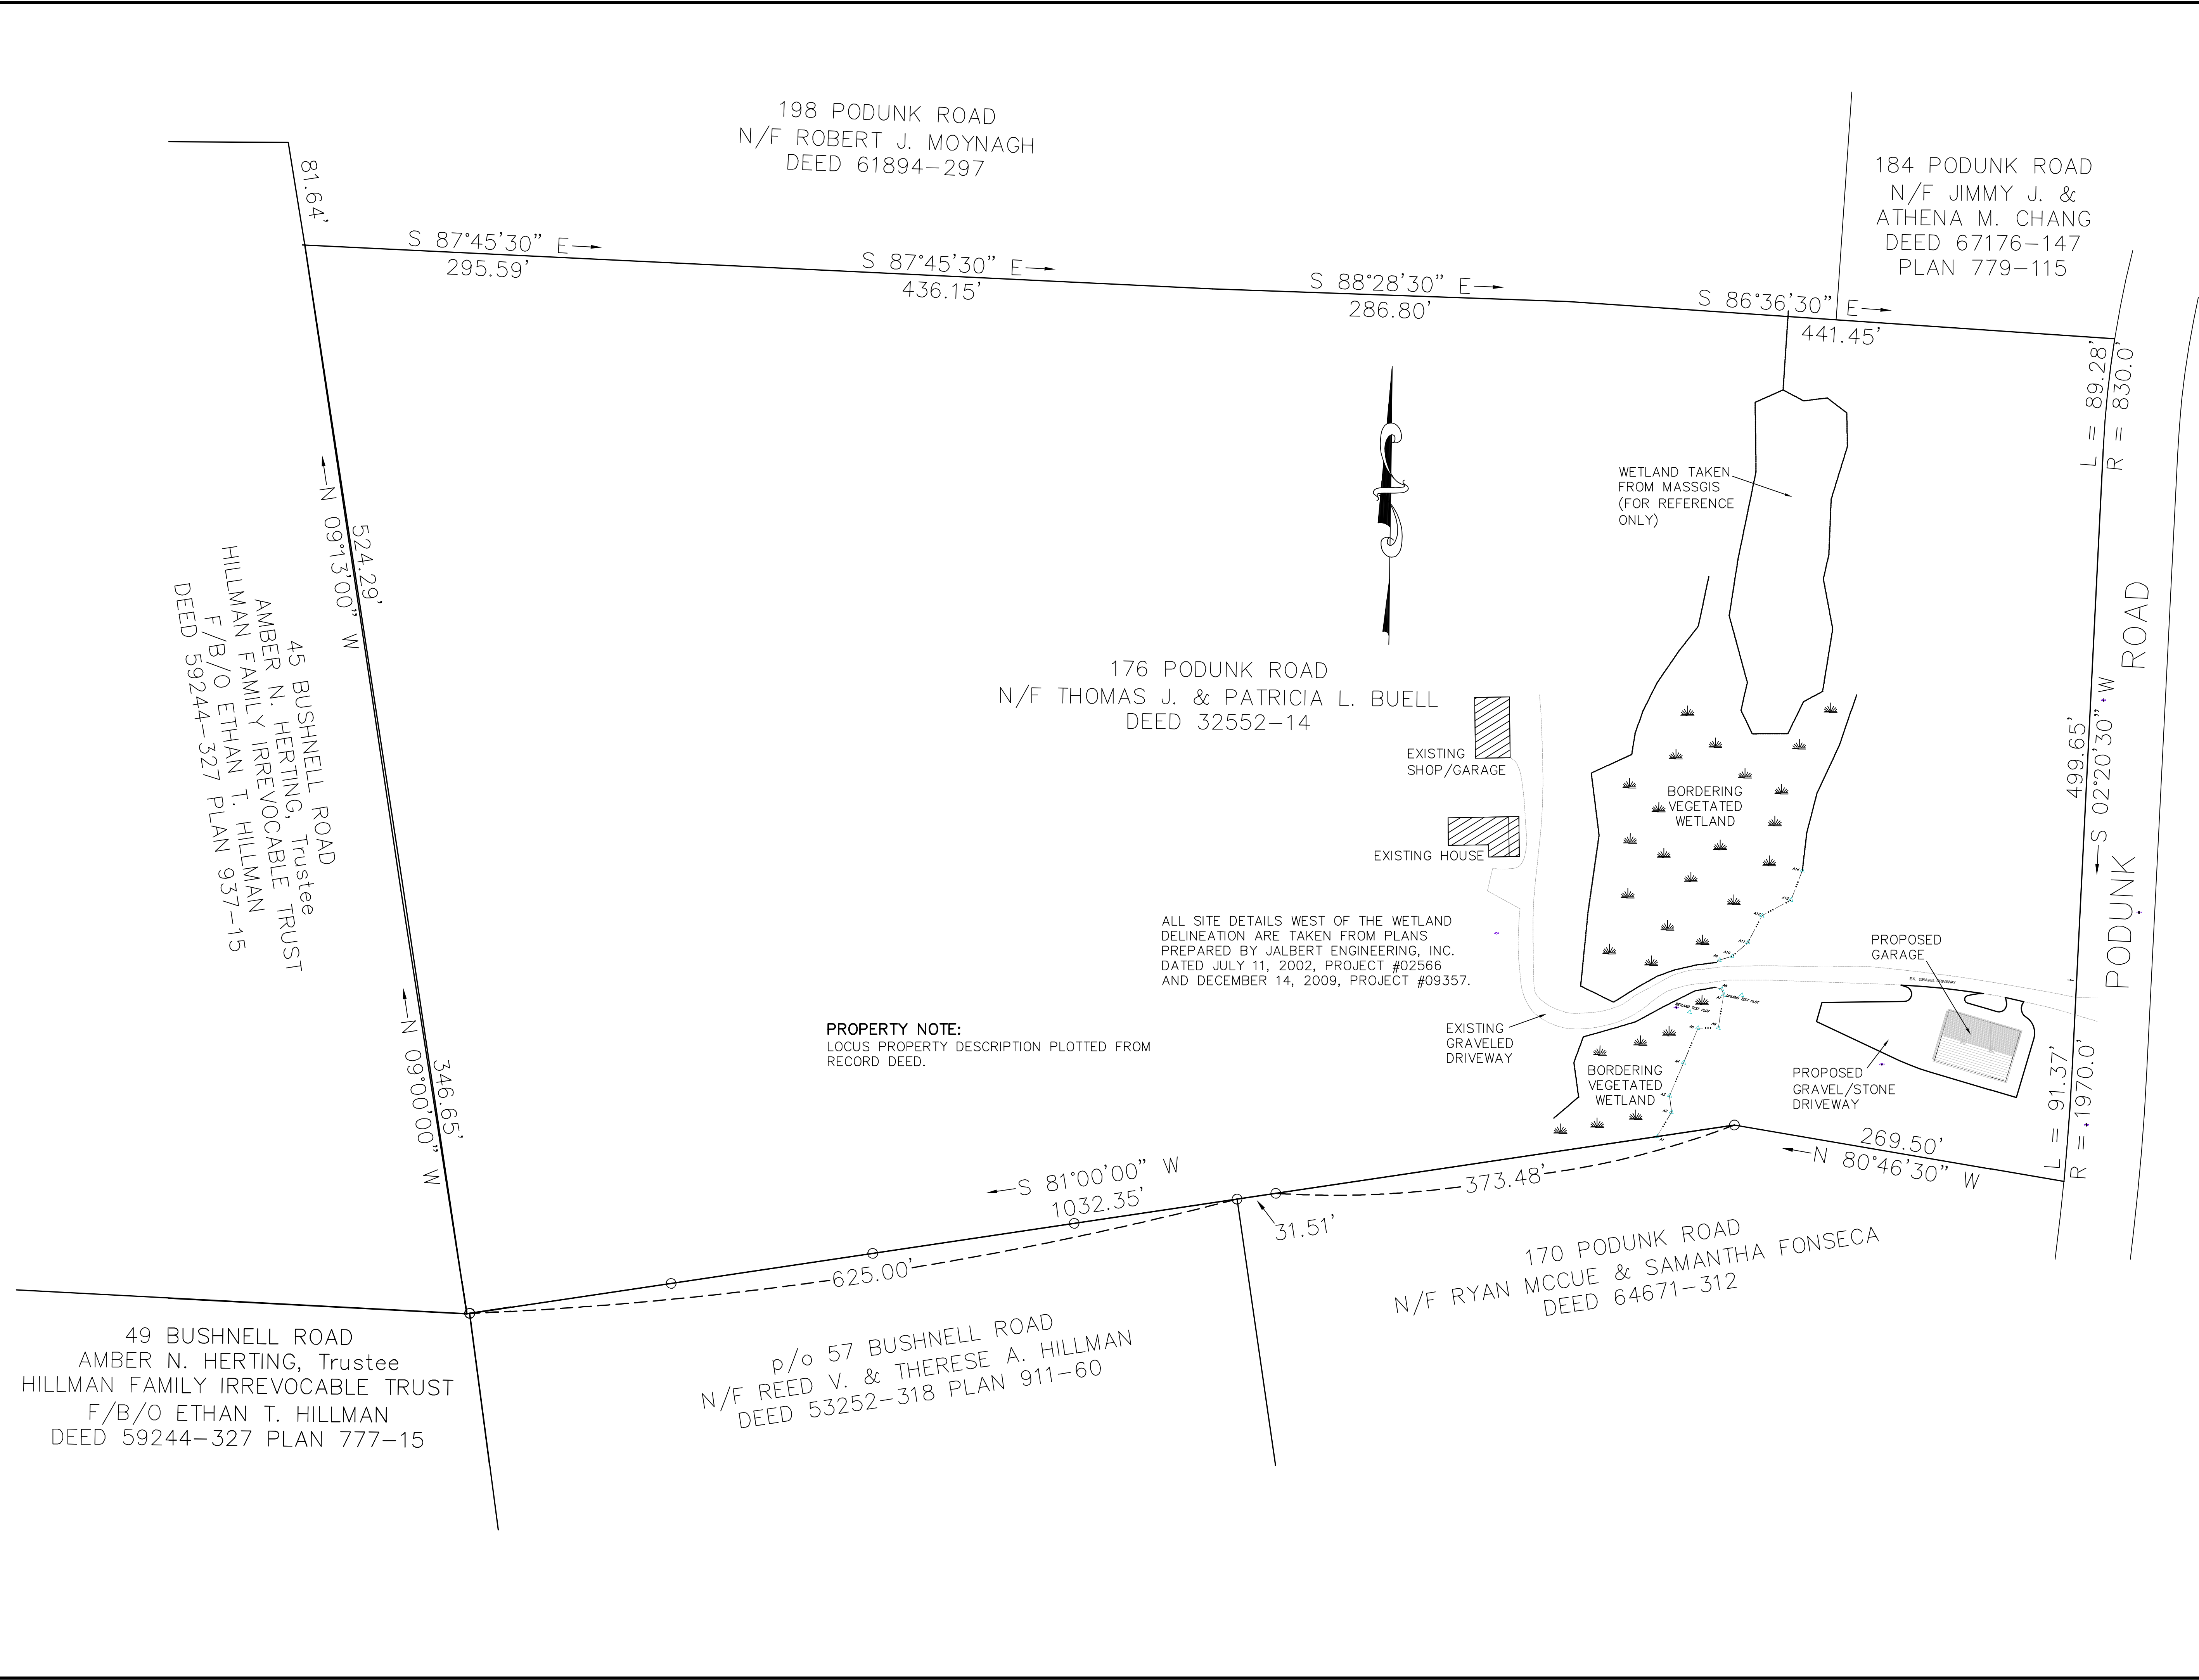 198 PODUNK ROAD
N/F ROBERT J. MOYNAGH
DEED 61894-297
184 PODUNK ROAD
N/F JIMMY J. &
ATHENA M. CHANG
DEED 67176-147
PLAN 779-115
81.64'
S 87°45'30" E
295.59'
S 87°45'30" E
436.15'
S 88°28'30" E
286.80'
S 86°36'30" E
441.45'
L = 89.28'
R = 830.0'
WETLAND TAKEN
FROM MASSGIS
(FOR REFERENCE
ONLY)
524.29'
N 09°13'00" W
45 BUSHNELL ROAD
AMBER N. HERTING, Trustee
HILLMAN FAMILY IRREVOCABLE TRUST
F/B/O ETHAN T. HILLMAN
DEED 59244-327 PLAN 937-15
176 PODUNK ROAD
N/F THOMAS J. & PATRICIA L. BUELL
DEED 32552-14
EXISTING
SHOP/GARAGE
EXISTING HOUSE
BORDERING
VEGETATED
WETLAND
499.65'
S 02°20'30" W
PODUNK ROAD
ALL SITE DETAILS WEST OF THE WETLAND
DELINEATION ARE TAKEN FROM PLANS
PREPARED BY JALBERT ENGINEERING, INC.
DATED JULY 11, 2002, PROJECT #02566
AND DECEMBER 14, 2009, PROJECT #09357.
PROPOSED
GARAGE
EX. GRAVEL DRIVEWAY
PROPERTY NOTE:
LOCUS PROPERTY DESCRIPTION PLOTTED FROM
RECORD DEED.
EXISTING
GRAVELED
DRIVEWAY
WETLAND TEST PLOT
UPLAND TEST PLOT
BORDERING
VEGETATED
WETLAND
PROPOSED
GRAVEL/STONE
DRIVEWAY
346.65'
N 09°00'00" W
L = 91.37'
R = 1970.0'
269.50'
N 80°46'30" W
S 81°00'00" W
1032.35'
373.48'
31.51'
625.00'
170 PODUNK ROAD
N/F RYAN MCCUE & SAMANTHA FONSECA
DEED 64671-312
p/o 57 BUSHNELL ROAD
N/F REED V. & THERESE A. HILLMAN
DEED 53252-318 PLAN 911-60
49 BUSHNELL ROAD
AMBER N. HERTING, Trustee
HILLMAN FAMILY IRREVOCABLE TRUST
F/B/O ETHAN T. HILLMAN
DEED 59244-327 PLAN 777-15